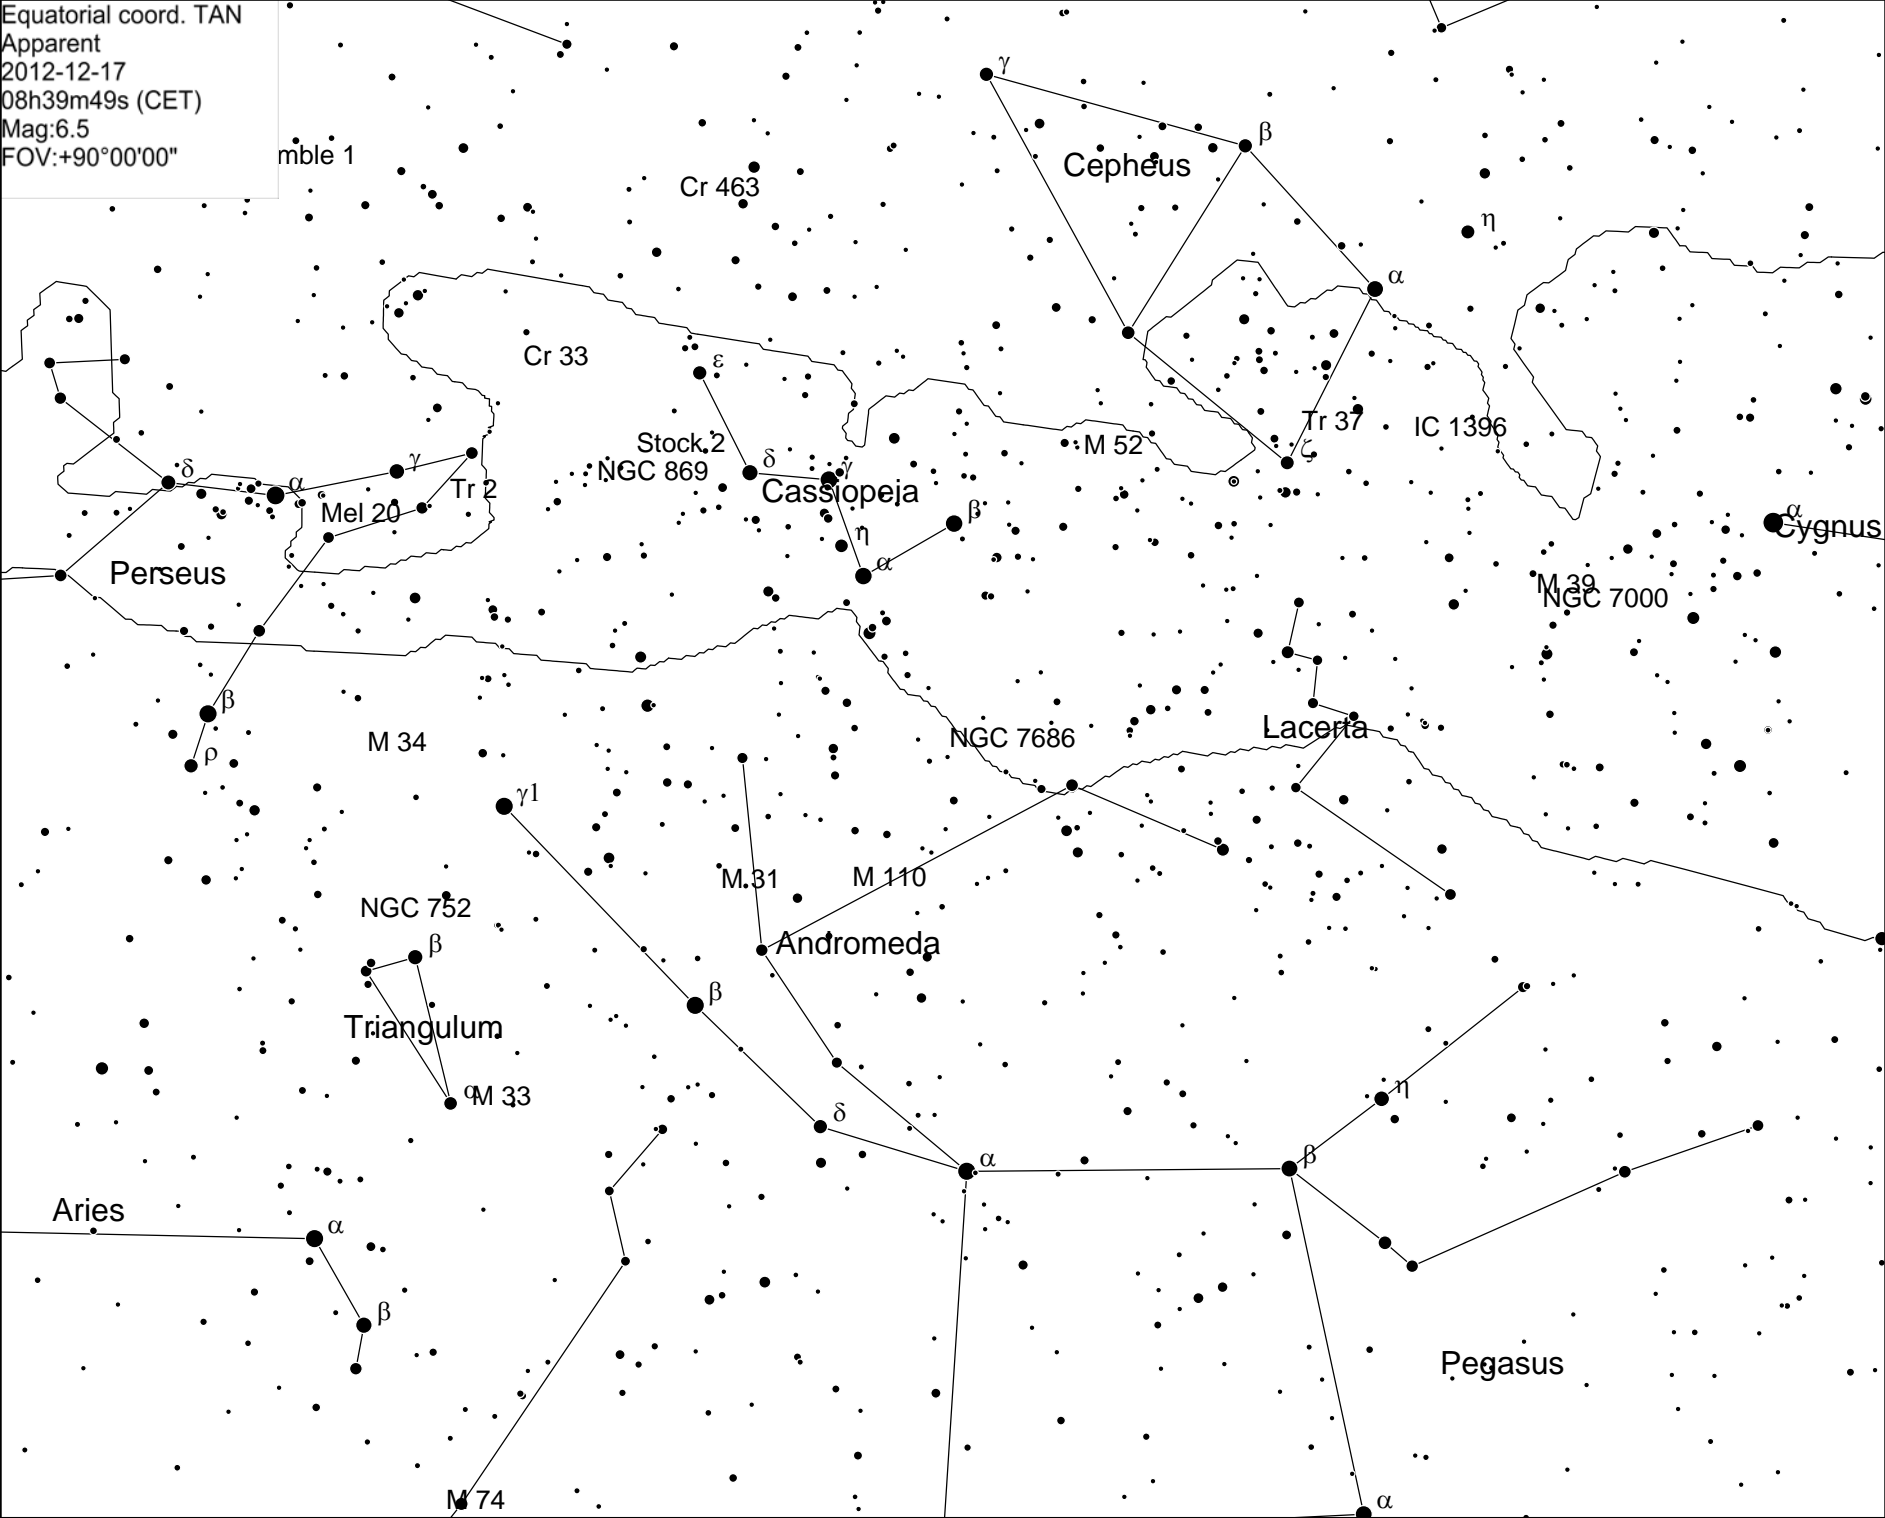 Equatorial coord. TAN
Apparent
2012-12-17
08h39m49s (CET)
Mag:6.5
FOV:+90°00'00"
mble 1
γ
β
Cepheus
Cr 463
η
α
Cr 33
ε
Tr 37
IC 1396
ζ
Stock 2
M 52
NGC 869
δ
γ
Cassiopeja
δ
α
γ
Tr 2
Mel 20
β
η
α
α
Cygnus
Perseus
M 39
NGC 7000
β
ρ
M 34
NGC 7686
Lacerta
γ1
M 31
M 110
NGC 752
β
Andromeda
β
Triangulum
α
M 33
δ
η
α
β
Aries
α
β
Pegasus
M 74
α